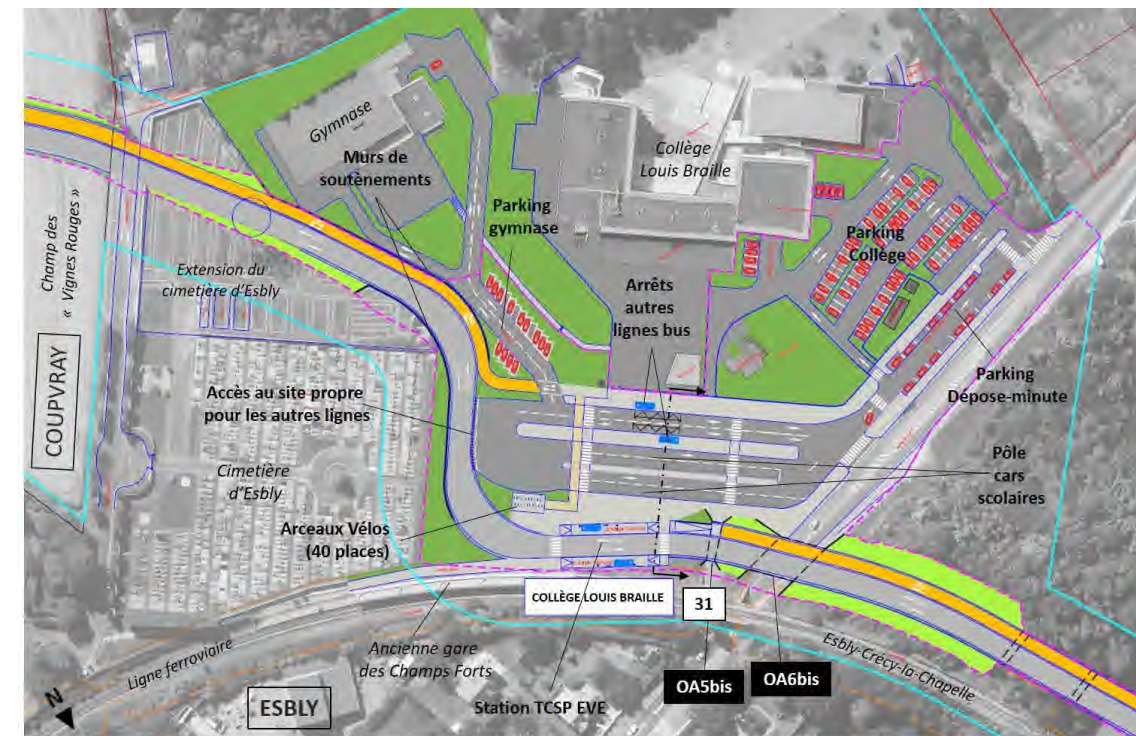 Gymnase
Murs de
soutènements
Collège
Louis Braille
Parking
gymnase
Parking
Collège
Champ des
« Vignes Rouges »
Extension du
cimetière d'Esbly
Arrêts
autres
lignes bus
COUPVRAY
Accès au site propre
pour les autres lignes
Parking
Dépose-minute
Cimetière
d'Esbly
Pôle
cars
scolaires
Arceaux Vélos
(40 places)
COLLÈGE LOUIS BRAILLE
31
Ligne ferroviaire
Ancienne gare
des Champs Forts
Esbly-Crécy-la-Chapelle
OA5bis
OA6bis
N
ESBLY
Station TCSP EVE